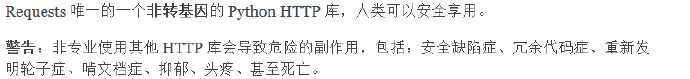 Requests 唯一的一个非转基因的 Python HTTP 库，人类可以安全享用。
警告：非专业使用其他 HTTP 库会导致危险的副作用，包括：安全缺陷症、冗余代码症、重新发
明轮子症、啃文档症、抑郁、头疼、甚至死亡。